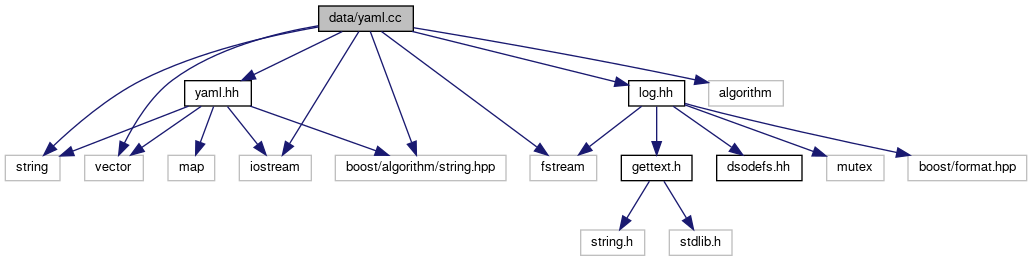 data/yaml.cc
yaml.hh
log.hh
algorithm
string
vector
map
iostream
boost/algorithm/string.hpp
fstream
gettext.h
dsodefs.hh
mutex
boost/format.hpp
string.h
stdlib.h